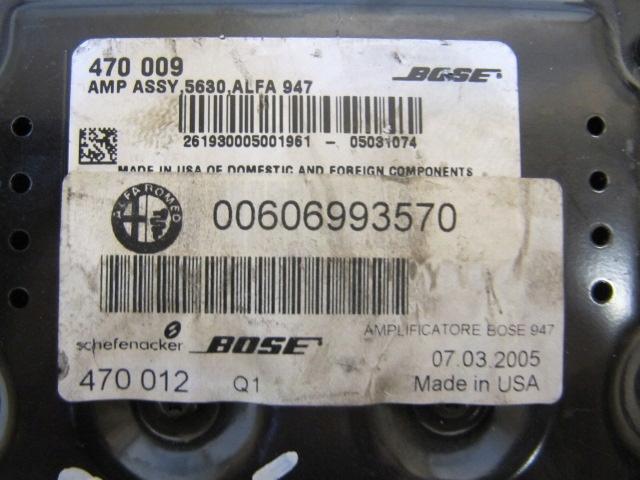 470 009
BOSE
AMP ASSY,5630,ALFA 947
261930005001961 - 05031074
MADE IN USA OF DOMESTIC AND FOREIGN COMPONENTS
ALFA ROMEO
00606993570
AMPLIFICATORE BOSE 947
schefenacker
BOSE
07.03.2005
470 012
Q1
Made in USA